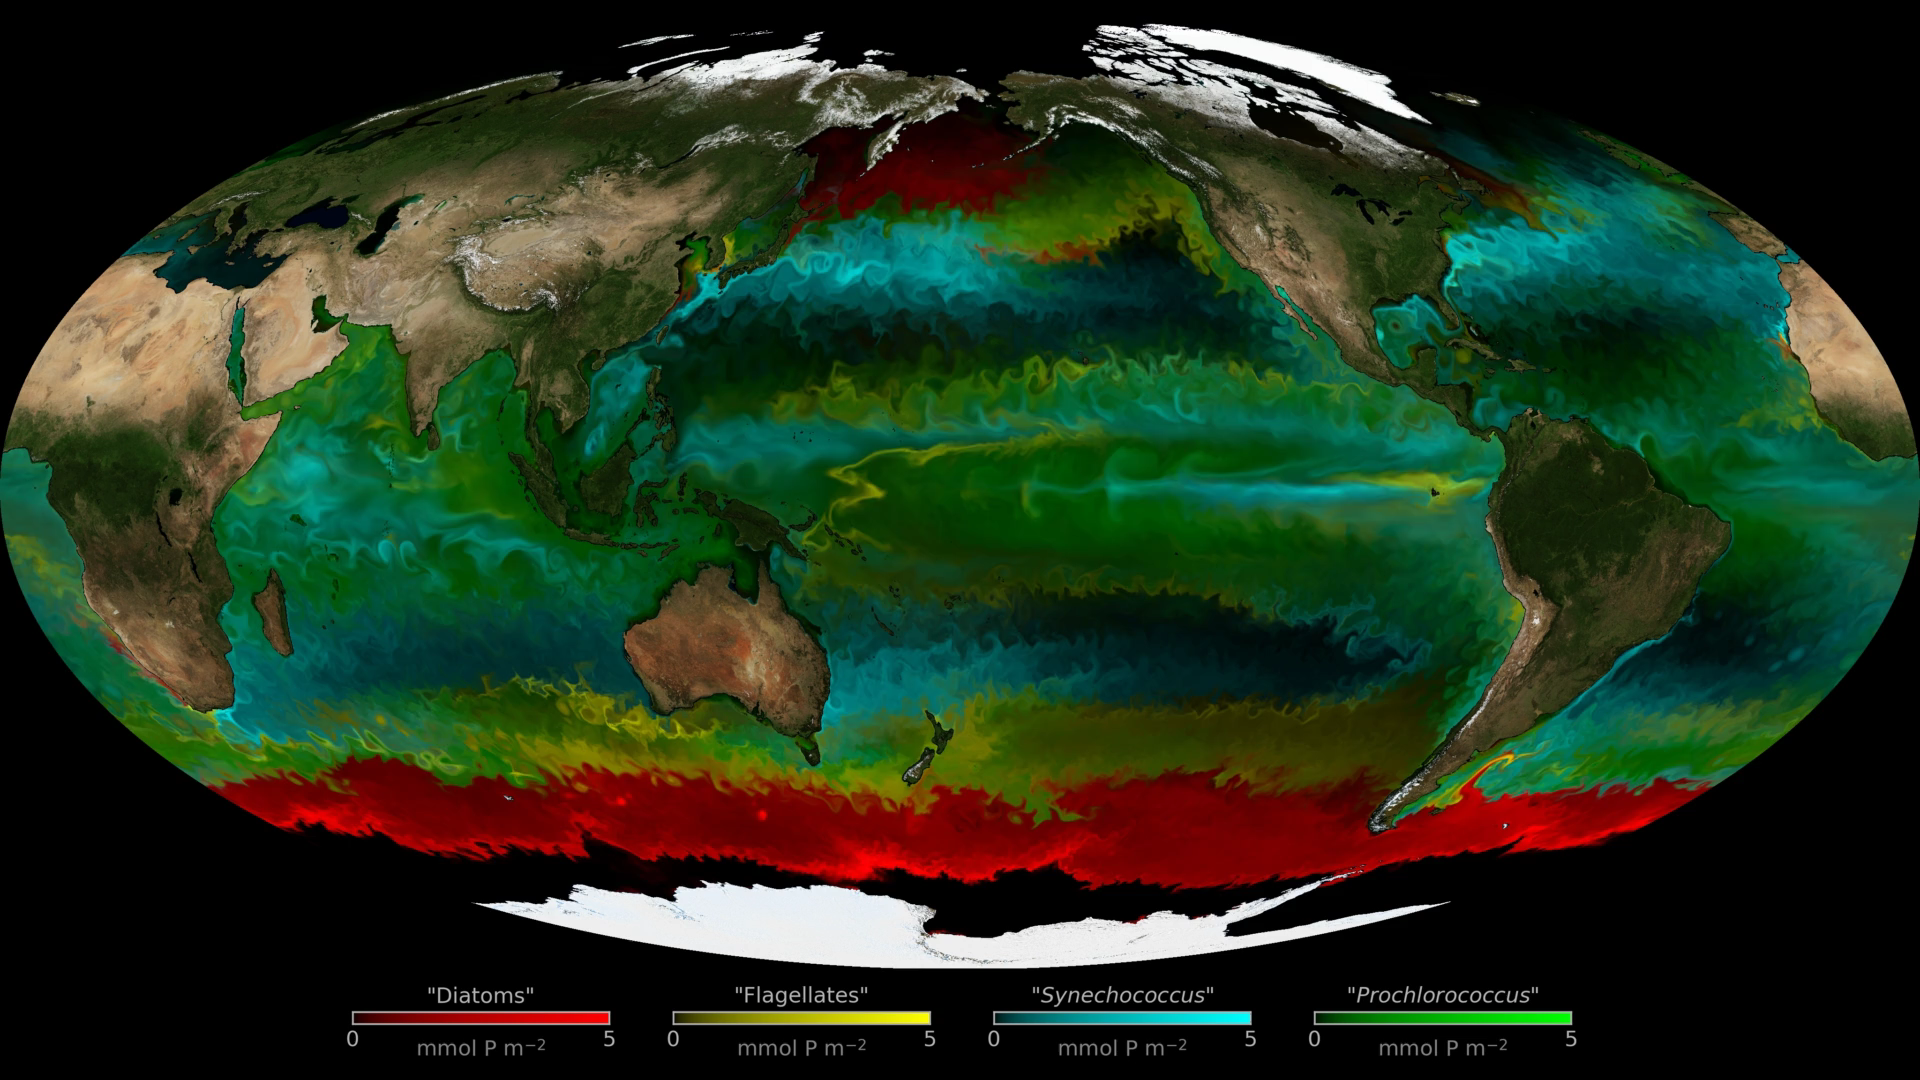 "Diatoms" "Flagellates" "Synechococcus" "Prochlorococcus"
0 5 0 5 0 5 0 5
mmol P m⁻² mmol P m⁻² mmol P m⁻² mmol P m⁻²